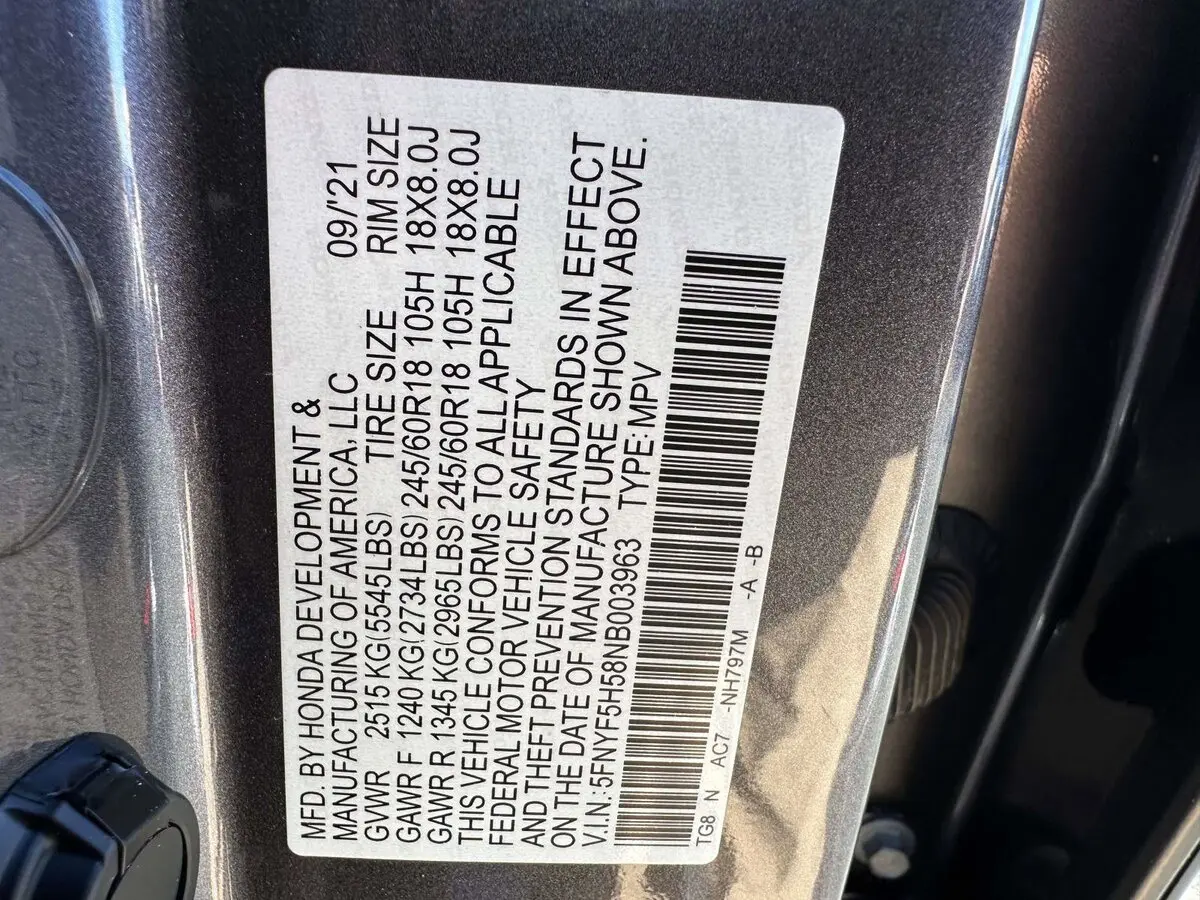 MFD. BY HONDA DEVELOPMENT &
MANUFACTURING OF AMERICA, LLC 09/'21
GVWR 2515 KG(5545LBS) TIRE SIZE RIM SIZE
GAWR F 1240 KG(2734LBS) 245/60R18 105H 18X8.0J
GAWR R 1345 KG(2965LBS) 245/60R18 105H 18X8.0J
THIS VEHICLE CONFORMS TO ALL APPLICABLE
FEDERAL MOTOR VEHICLE SAFETY
AND THEFT PREVENTION STANDARDS IN EFFECT
ON THE DATE OF MANUFACTURE SHOWN ABOVE.
V.I.N.:5FNYF5H58NB003963 TYPE: MPV
TG8 N AC7 -NH797M -A -B